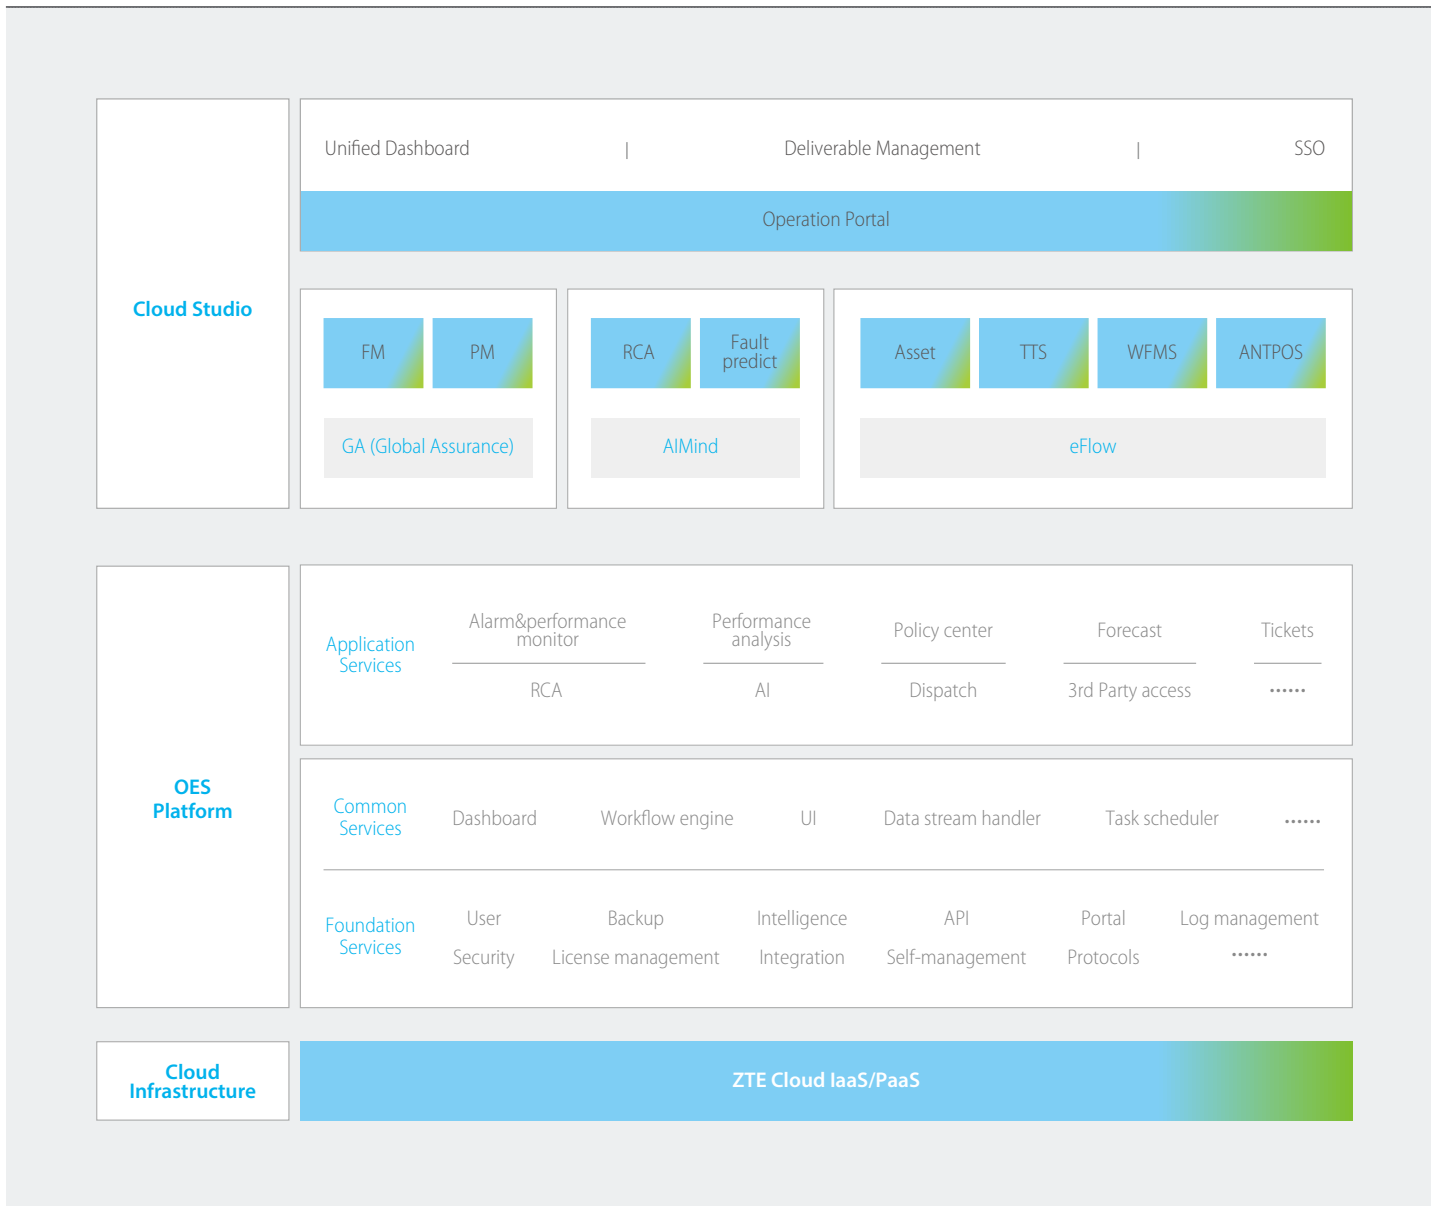 Unified Dashboard | Deliverable Management | SSO
Operation Portal
Cloud Studio
FM PM
GA (Global Assurance)
RCA Fault
predict
AIMind
Asset TTS WFMS ANTPOS
eFlow
OES
Platform
Application
Services
Alarm&performance
monitor
Performance
analysis
Policy center
Forecast
Tickets
RCA AI Dispatch 3rd Party access ······
Common
Services
Dashboard Workflow engine UI Data stream handler Task scheduler ······
Foundation
Services
User Backup Intelligence API Portal Log management
Security License management Integration Self-management Protocols ······
Cloud
Infrastructure
ZTE Cloud IaaS/PaaS